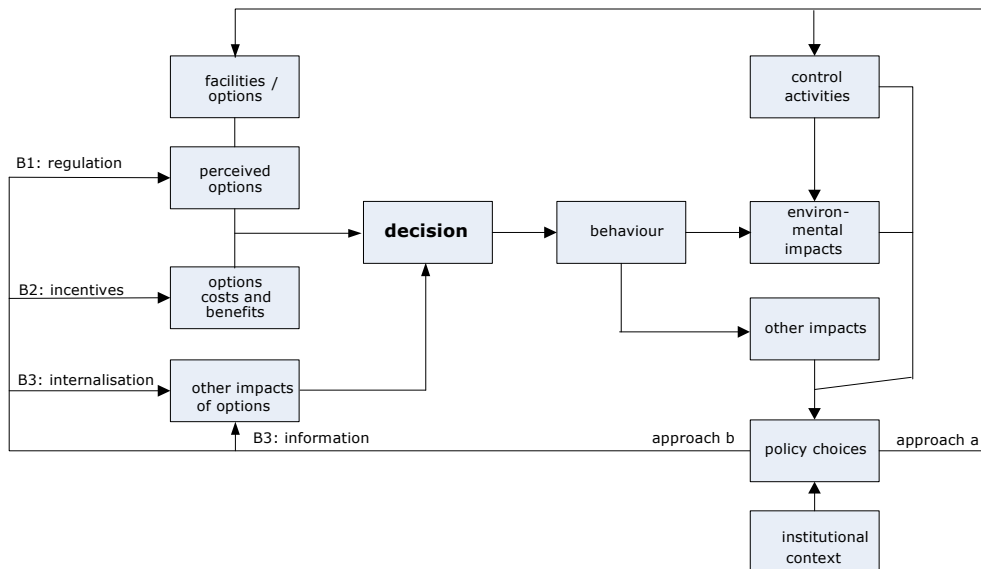 facilities /
options
control
activities
B1: regulation
perceived
options
decision
behaviour
environ-
mental
impacts
B2: incentives
options
costs and
benefits
other impacts
B3: internalisation
other impacts
of options
B3: information
approach b
policy choices
approach a
institutional
context